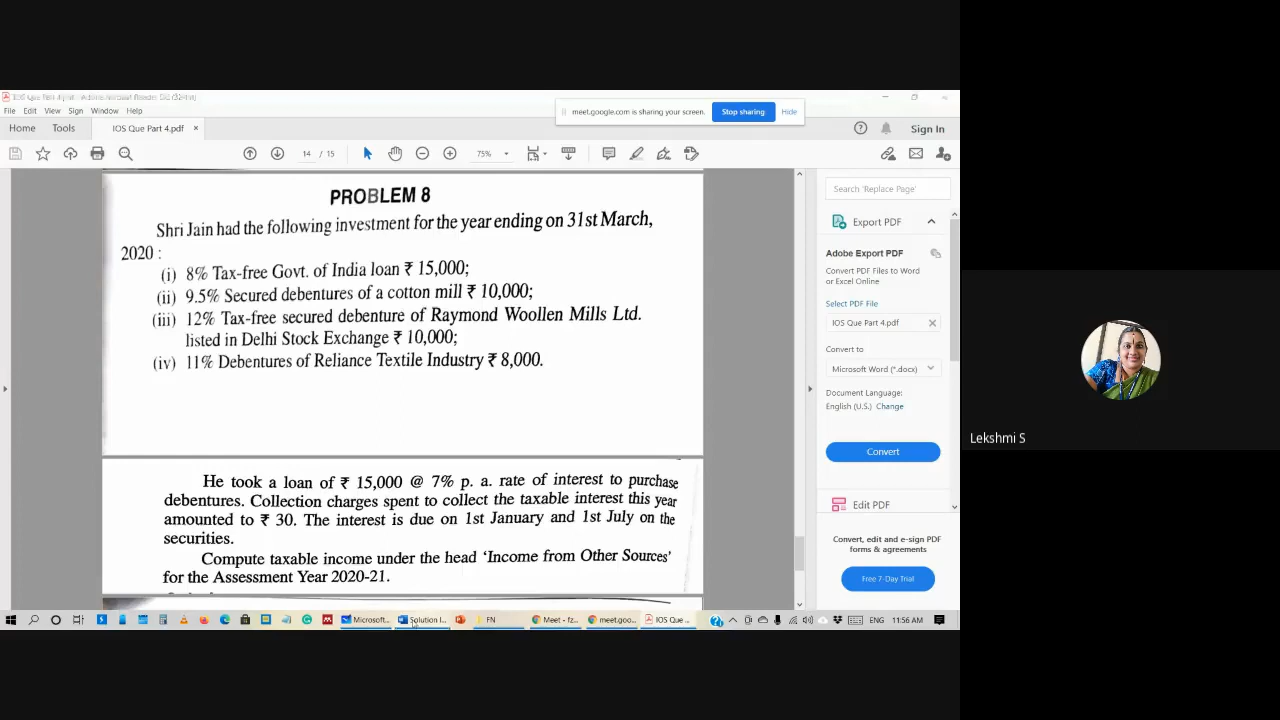 meet.google.com is sharing your screen. Stop sharing Hide
File Edit View Sign Window Help
Home Tools IOS Que Part 4.pdf × Sign In
14 / 15 75%
PROBLEM 8
Shri Jain had the following investment for the year ending on 31st March,
2020 :
(i) 8% Tax-free Govt. of India loan ₹ 15,000;
(ii) 9.5% Secured debentures of a cotton mill ₹ 10,000;
(iii) 12% Tax-free secured debenture of Raymond Woollen Mills Ltd.
listed in Delhi Stock Exchange ₹ 10,000;
(iv) 11% Debentures of Reliance Textile Industry ₹ 8,000.
He took a loan of ₹ 15,000 @ 7% p. a. rate of interest to purchase
debentures. Collection charges spent to collect the taxable interest this year
amounted to ₹ 30. The interest is due on 1st January and 1st July on the
securities.
Compute taxable income under the head ‘Income from Other Sources’
for the Assessment Year 2020-21.
Search 'Replace Page'
Export PDF
Adobe Export PDF
Convert PDF Files to Word
or Excel Online
Select PDF File
IOS Que Part 4.pdf
Convert to
Microsoft Word (*.docx)
Document Language:
English (U.S.) Change
Convert
Edit PDF
Convert, edit and e-sign PDF
forms & agreements
Free 7-Day Trial
Lekshmi S
Microsoft... Solution I... FN Meet - fz... meet.goo... IOS Que ... ENG 11:56 AM